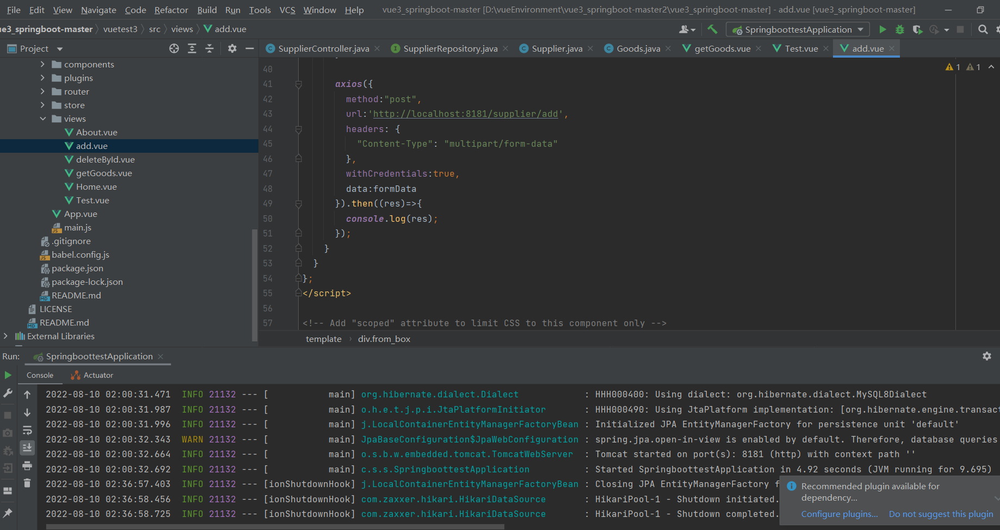 File Edit View Navigate Code Refactor Build Run Tools VCS Window Help vue3_springboot-master [D:\vueEnvironment\vue3_springboot-master2\vue3_springboot-master] - add.vue [vue3_springboot-master]
ue3_springboot-master vuetest3 src views add.vue SpringboottestApplication
Project SupplierController.java SupplierRepository.java Supplier.java Goods.java getGoods.vue Test.vue add.vue
components
plugins
router
store
views
About.vue
add.vue
deleteById.vue
getGoods.vue
Home.vue
Test.vue
App.vue
main.js
.gitignore
babel.config.js
package.json
package-lock.json
README.md
LICENSE
README.md
External Libraries
1 1
40
41 axios({
42 method:"post",
43 url:'http://localhost:8181/supplier/add',
44 headers: {
45 "Content-Type": "multipart/form-data"
46 },
47 withCredentials:true,
48 data:formData
49 }).then((res)=>{
50 console.log(res);
51 });
52 }
53 }
54 };
55 </script>
56
57 <!-- Add "scoped" attribute to limit CSS to this component only -->
template div.from_box
Run: SpringboottestApplication
Console Actuator
2022-08-10 02:00:31.471 INFO 21132 --- [ main] org.hibernate.dialect.Dialect : HHH000400: Using dialect: org.hibernate.dialect.MySQL8Dialect
2022-08-10 02:00:31.987 INFO 21132 --- [ main] o.h.e.t.j.p.i.JtaPlatformInitiator : HHH000490: Using JtaPlatform implementation: [org.hibernate.engine.transact
2022-08-10 02:00:31.996 INFO 21132 --- [ main] j.LocalContainerEntityManagerFactoryBean : Initialized JPA EntityManagerFactory for persistence unit 'default'
2022-08-10 02:00:32.343 WARN 21132 --- [ main] JpaBaseConfiguration$JpaWebConfiguration : spring.jpa.open-in-view is enabled by default. Therefore, database queries
2022-08-10 02:00:32.664 INFO 21132 --- [ main] o.s.b.w.embedded.tomcat.TomcatWebServer : Tomcat started on port(s): 8181 (http) with context path ''
2022-08-10 02:00:32.692 INFO 21132 --- [ main] c.s.s.SpringboottestApplication : Started SpringboottestApplication in 4.92 seconds (JVM running for 9.695)
2022-08-10 02:36:57.403 INFO 21132 --- [ionShutdownHook] j.LocalContainerEntityManagerFactoryBean : Closing JPA EntityManagerFactory f
2022-08-10 02:36:58.456 INFO 21132 --- [ionShutdownHook] com.zaxxer.hikari.HikariDataSource : HikariPool-1 - Shutdown initiated.
2022-08-10 02:36:58.725 INFO 21132 --- [ionShutdownHook] com.zaxxer.hikari.HikariDataSource : HikariPool-1 - Shutdown completed.
Recommended plugin available for
dependency...
Configure plugins... Do not suggest this plugin